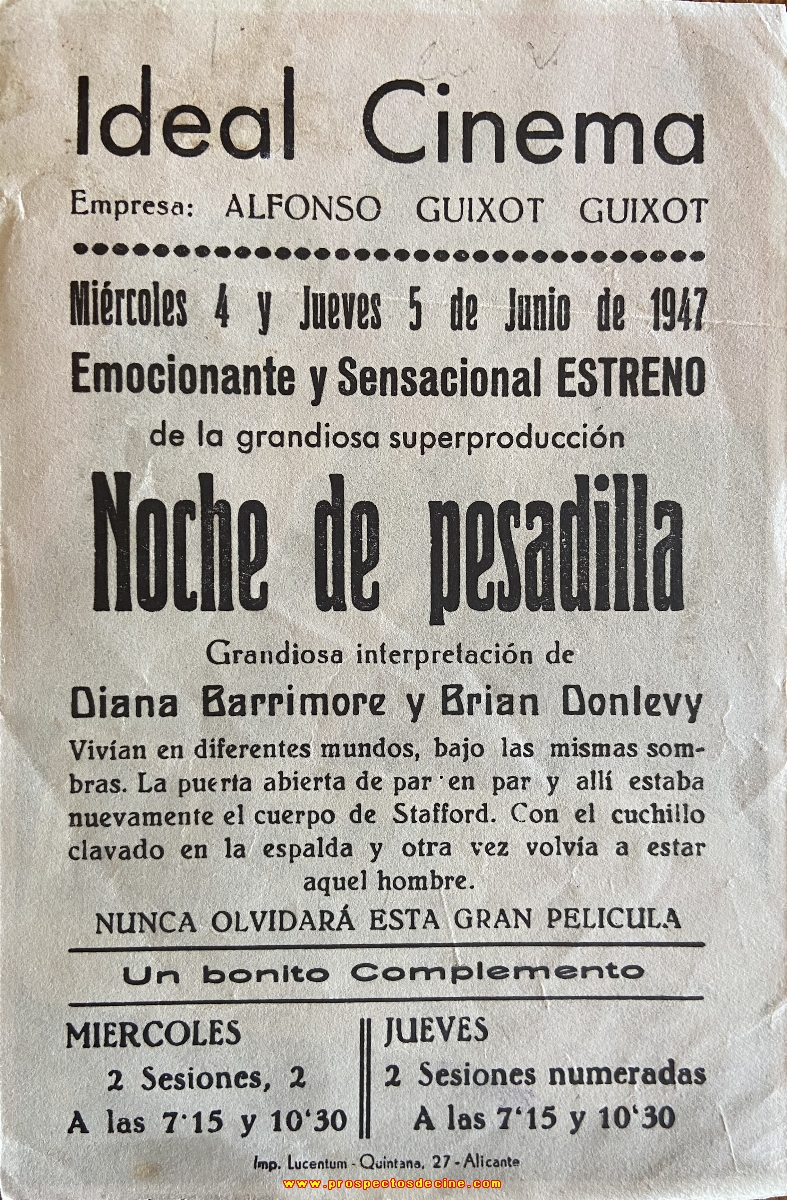 Ideal Cinema
Empresa: ALFONSO GUIXOT GUIXOT
Miércoles 4 y Jueves 5 de Junio de 1947
Emocionante y Sensacional ESTRENO
de la grandiosa superproducción
Noche de pesadilla
Grandiosa interpretación de
Diana Barrimore y Brian Donlevy
Vivían en diferentes mundos, bajo las mismas som-
bras. La puerta abierta de par en par y allí estaba
nuevamente el cuerpo de Stafford. Con el cuchillo
clavado en la espalda y otra vez volvía a estar
aquel hombre.
NUNCA OLVIDARÁ ESTA GRAN PELICULA
Un bonito Complemento
MIERCOLES
2 Sesiones, 2
A las 7'15 y 10'30
JUEVES
2 Sesiones numeradas
A las 7'15 y 10'30
Imp. Lucentum - Quintana, 27 - Alicante
www.prospectosdecine.com